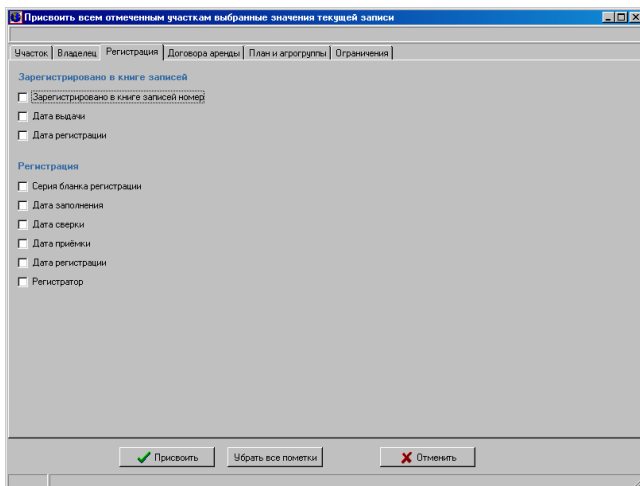 Присвоить всем отмеченным участкам выбранные значения текущей записи
Участок Владелец Регистрация Договора аренды План и агрогруппы Ограничения
Зарегистрировано в книге записей
Зарегистрировано в книге записей номер
Дата выдачи
Дата регистрации
Регистрация
Серия бланка регистрации
Дата заполнения
Дата сверки
Дата приёмки
Дата регистрации
Регистратор
Присвоить Убрать все пометки Отменить